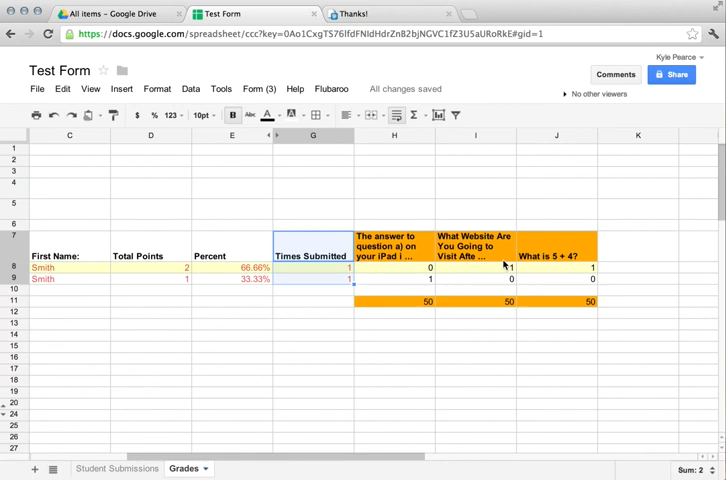 All items – Google Drive
Test Form
Thanks!
https://docs.google.com/spreadsheet/ccc?key=0Ao1CxgTS76lfdFNldHdrZnB2bjNGVC1fZ3U5aURoRkE#gid=1
Kyle Pearce
Test Form
Comments
Share
File Edit View Insert Format Data Tools Form (3) Help Flubaroo All changes saved
No other viewers
$ % 123 10pt B Abc A A Σ
C D E G H I J K
1
2
3
4
5
6
7 First Name: Total Points Percent Times Submitted The answer to question a) on your iPad i ... What Website Are You Going to Visit Afte ... What is 5 + 4?
8 Smith 2 66.66% 1 0 1 1
9 Smith 1 33.33% 1 1 0 0
10
11 50 50 50
12
13
14
15
16
17
18
19
20
24
25
26
27
Student Submissions Grades Sum: 2